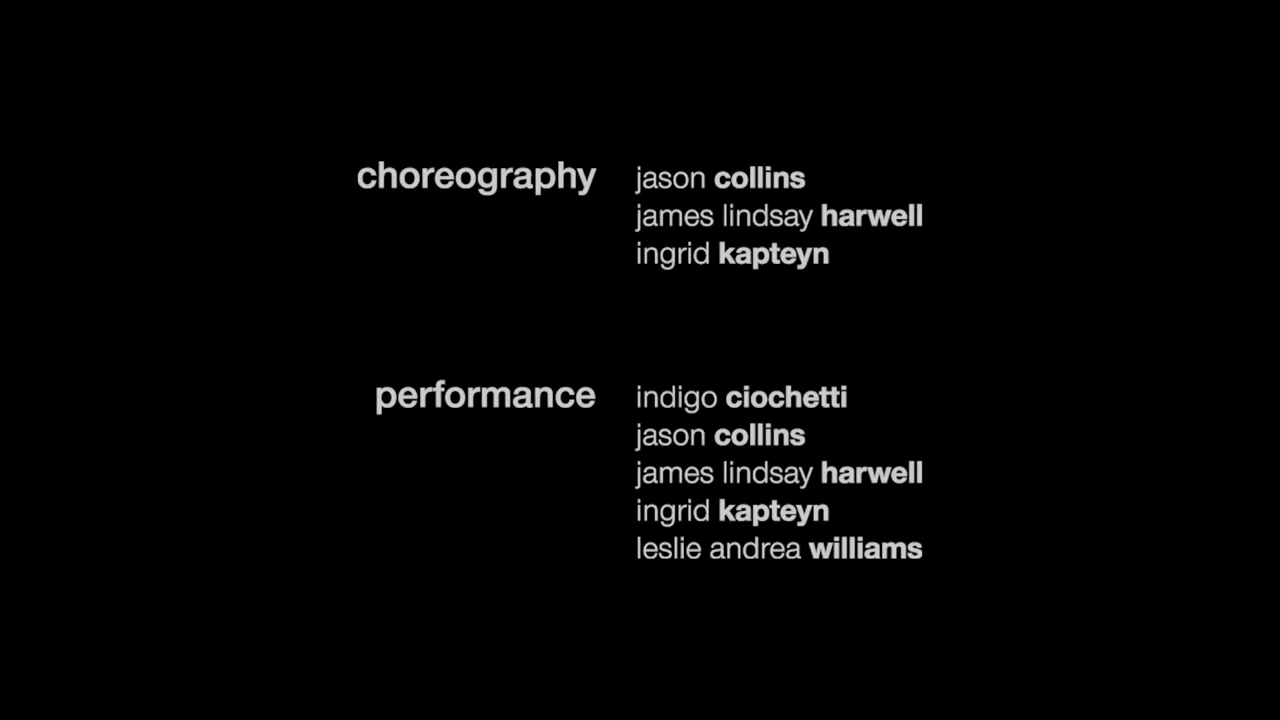 choreography jason collins
james lindsay harwell
ingrid kapteyn
performance indigo ciochetti
jason collins
james lindsay harwell
ingrid kapteyn
leslie andrea williams